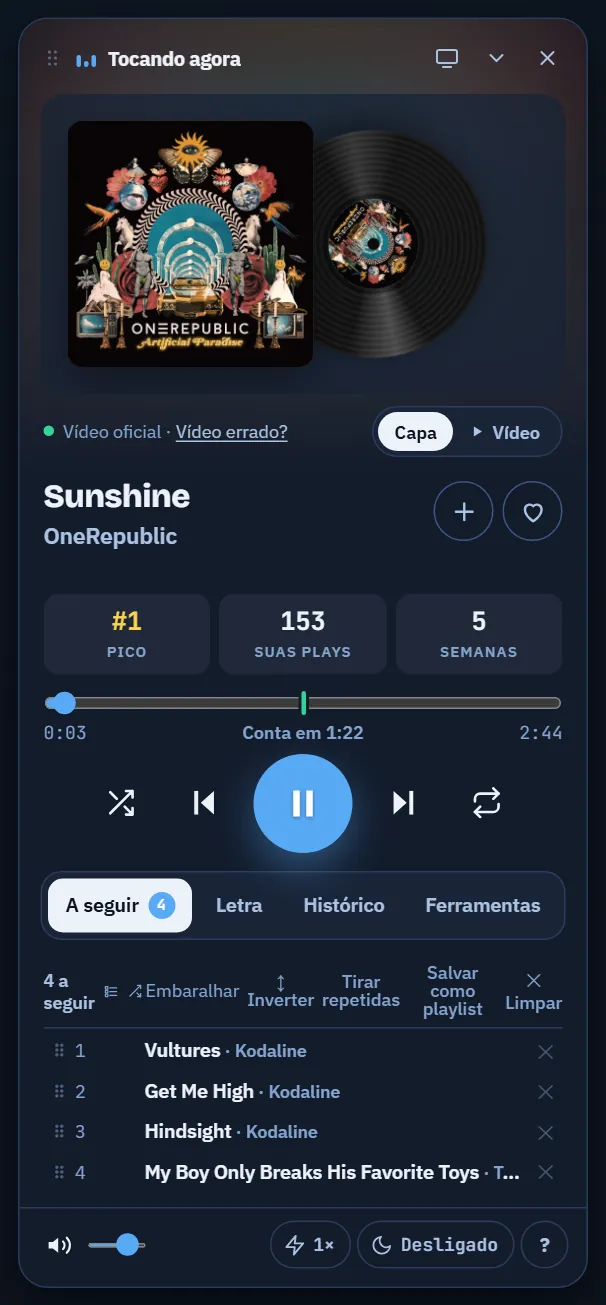 Tocando agora
ONEREPUBLIC
Artificial Paradise
Vídeo oficial · Vídeo errado?
Capa
Vídeo
Sunshine
OneRepublic
#1
PICO
153
SUAS PLAYS
5
SEMANAS
0:03
Conta em 1:22
2:44
A seguir 4
Letra
Histórico
Ferramentas
4 a
seguir
Embaralhar
Inverter
Tirar
repetidas
Salvar
como
playlist
Limpar
1 Vultures · Kodaline
2 Get Me High · Kodaline
3 Hindsight · Kodaline
4 My Boy Only Breaks His Favorite Toys · T...
1×
Desligado
?